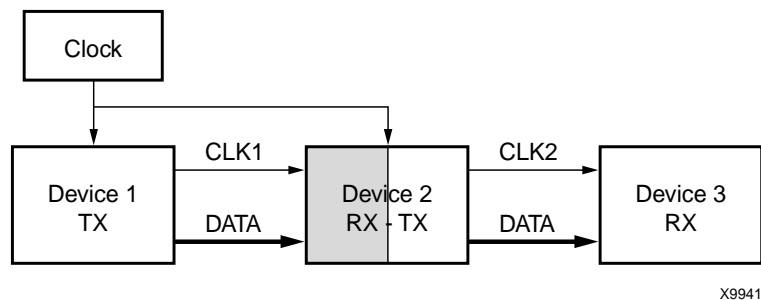 Clock
CLK1
CLK2
Device 1
TX
Device 2
RX - TX
Device 3
RX
DATA
DATA
X9941